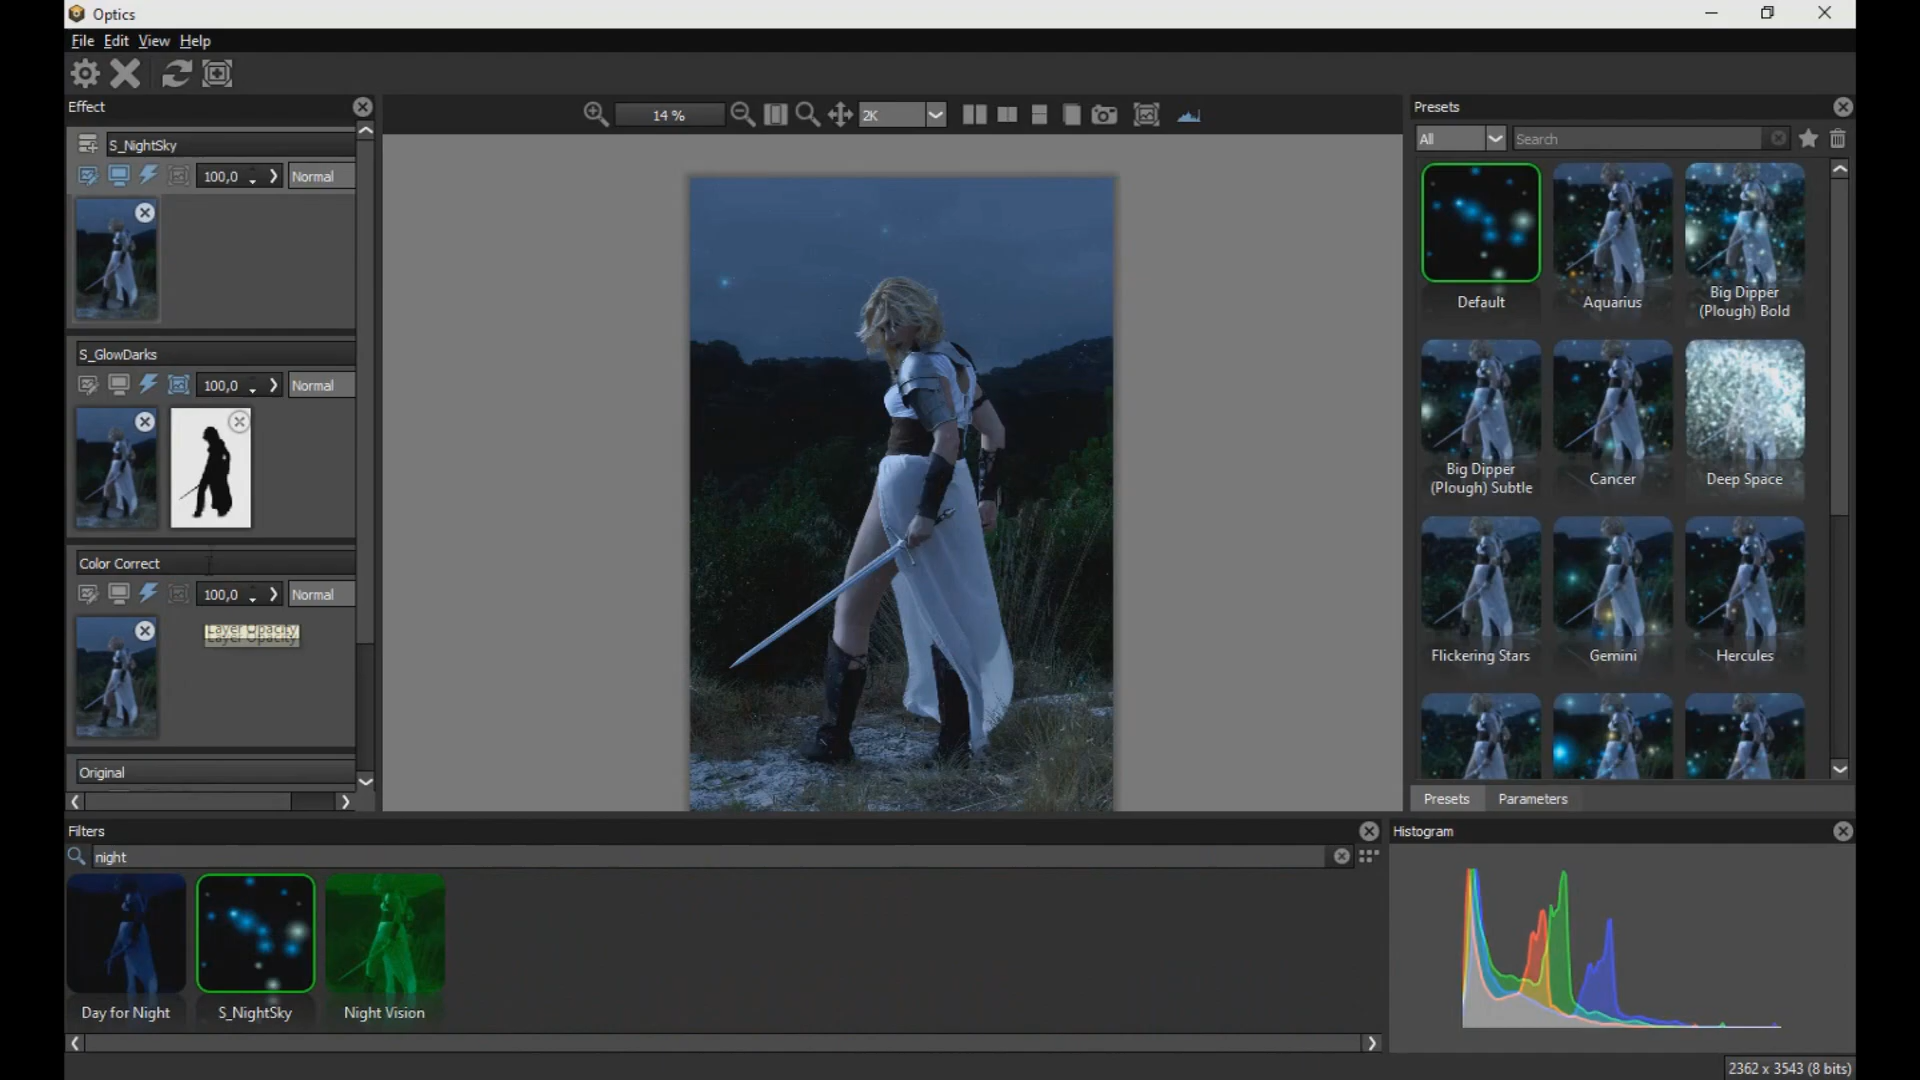 Optics
File Edit View Help
Effect
14 %
2K
Presets
S_NightSky
All
Search
100,0
Normal
Default
Aquarius
Big Dipper
(Plough) Bold
S_GlowDarks
100,0
Normal
Big Dipper
(Plough) Subtle
Cancer
Deep Space
Color Correct
100,0
Normal
Layer Opacity
Flickering Stars
Gemini
Hercules
Original
Presets
Parameters
Filters
night
Histogram
Day for Night
S_NightSky
Night Vision
2362 x 3543 (8 bits)